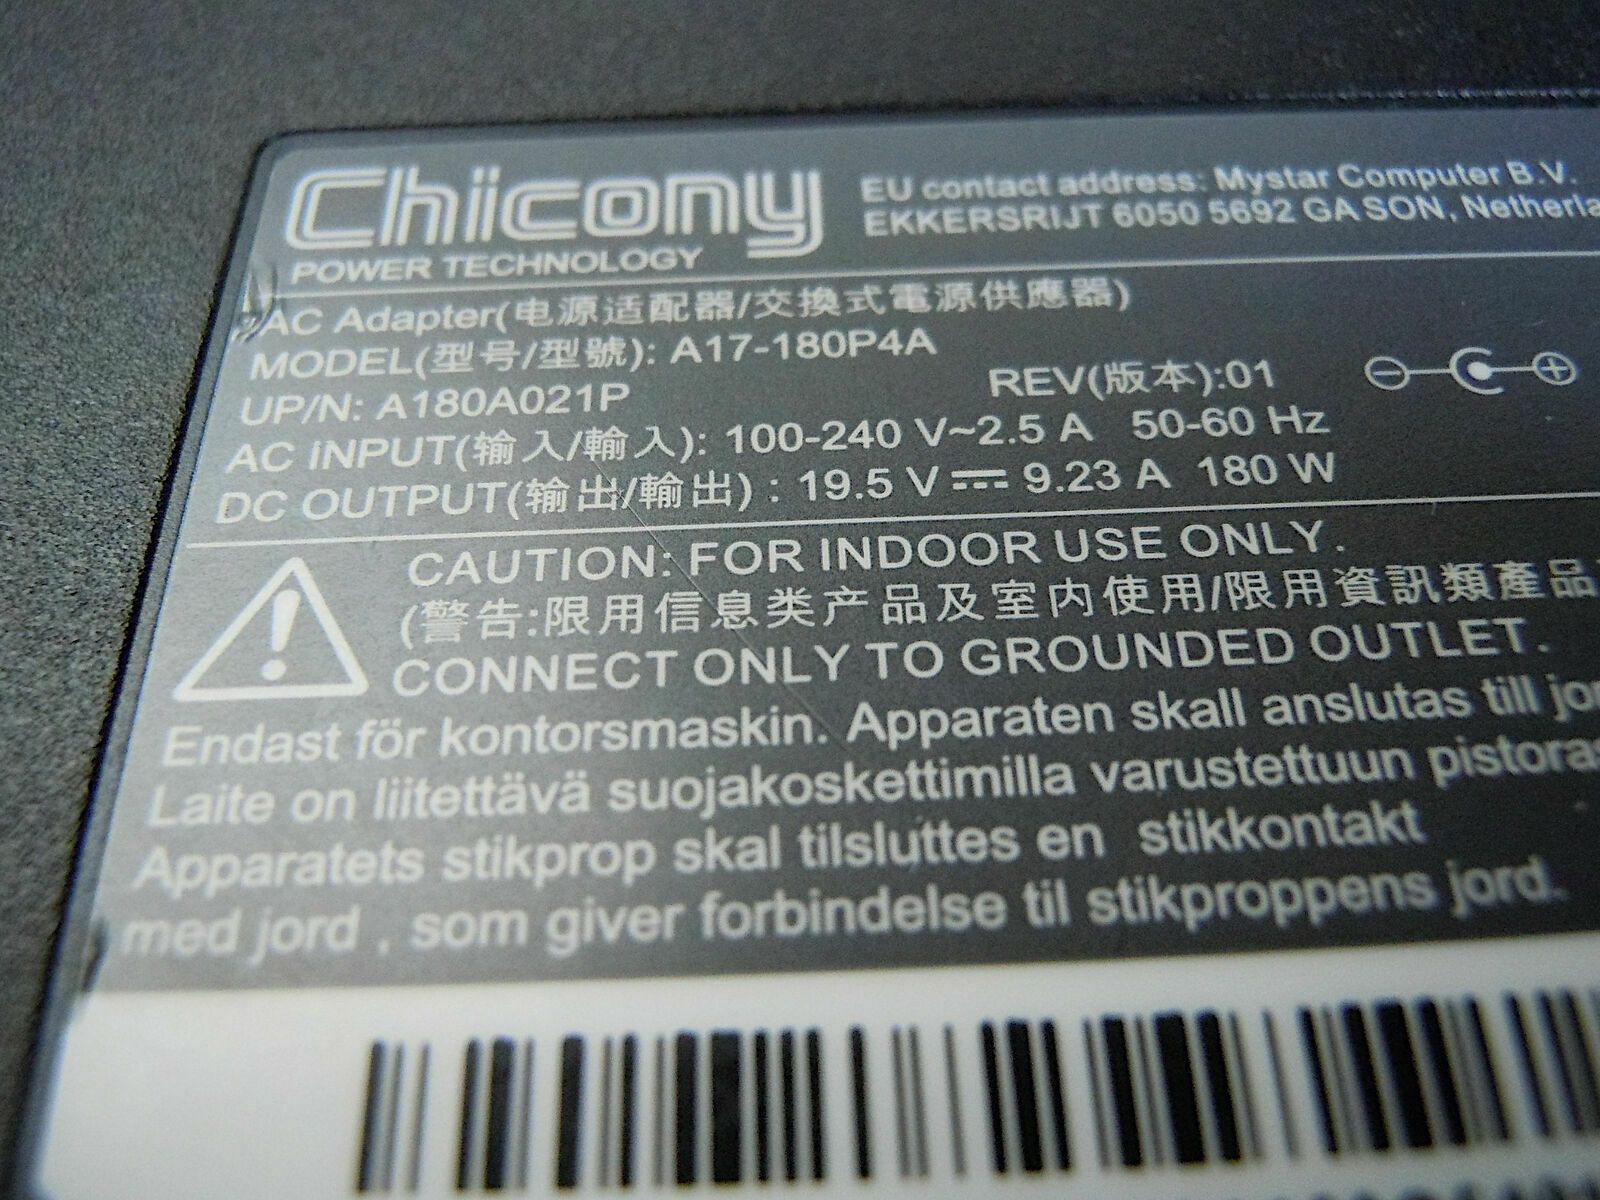 Chicony
POWER TECHNOLOGY
EU contact address: Mystar Computer B.V.
EKKERSRIJT 6050 5692 GA SON, Netherla
AC Adapter(电源适配器/交換式電源供應器)
MODEL(型号/型號): A17-180P4A
UP/N: A180A021P
REV(版本):01
AC iNPUT(输入/輸入): 100-240 V~2.5 A 50-60 Hz
DC OUTPUT(输出/輸出) : 19.5 V⎓9.23 A 180 W
CAUTION: FOR INDOOR USE ONLY.
(警告:限用信息类产品及室内使用/限用資訊類產品
CONNECT ONLY TO GROUNDED OUTLET.
Endast för kontorsmaskin. Apparaten skall anslutas till jor
Laite on liitettävä suojakoskettimilla varustettuun pistoras
Apparatets stikprop skal tilsluttes en stikkontakt
med jord , som giver forbindelse til stikproppens jord.